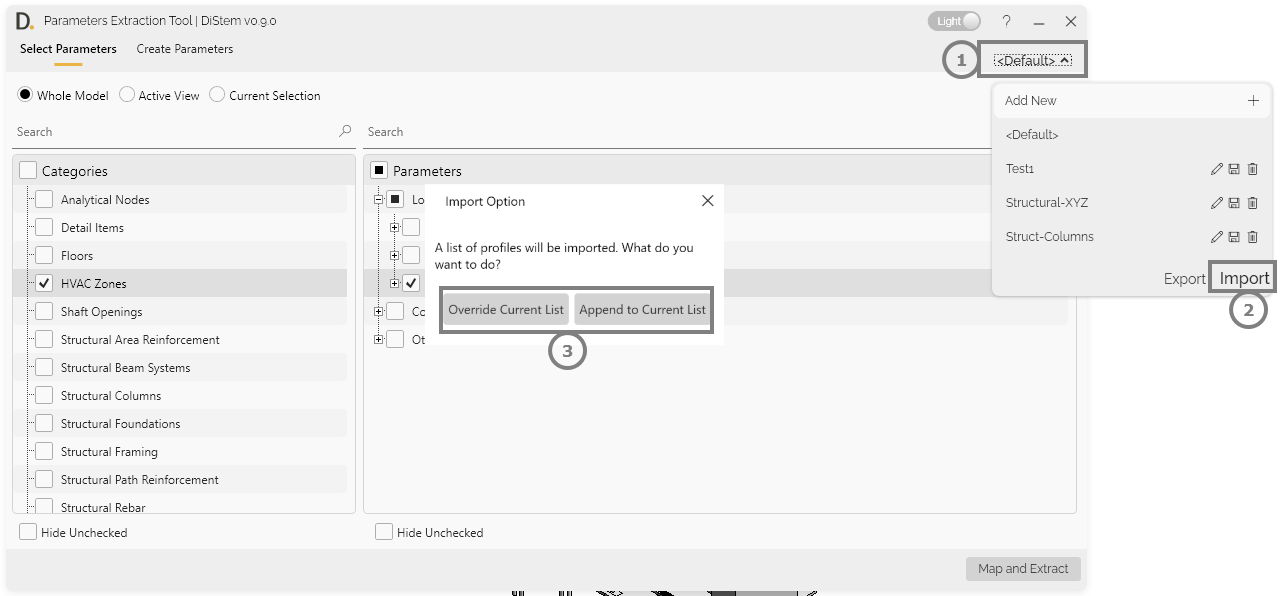 D. Parameters Extraction Tool | DiStem v0.9.0 Light ?
Select Parameters Create Parameters
1 <Default>
Whole Model Active View Current Selection
Search Search
Add New
<Default>
Test1
Structural-XYZ
Struct-Columns
Export Import
2
Categories
Analytical Nodes
Detail Items
Floors
HVAC Zones
Shaft Openings
Structural Area Reinforcement
Structural Beam Systems
Structural Columns
Structural Foundations
Structural Framing
Structural Path Reinforcement
Structural Rebar
Hide Unchecked
Parameters
Lo
Co
Ot
Import Option
A list of profiles will be imported. What do you
want to do?
Override Current List Append to Current List
3
Hide Unchecked
Map and Extract